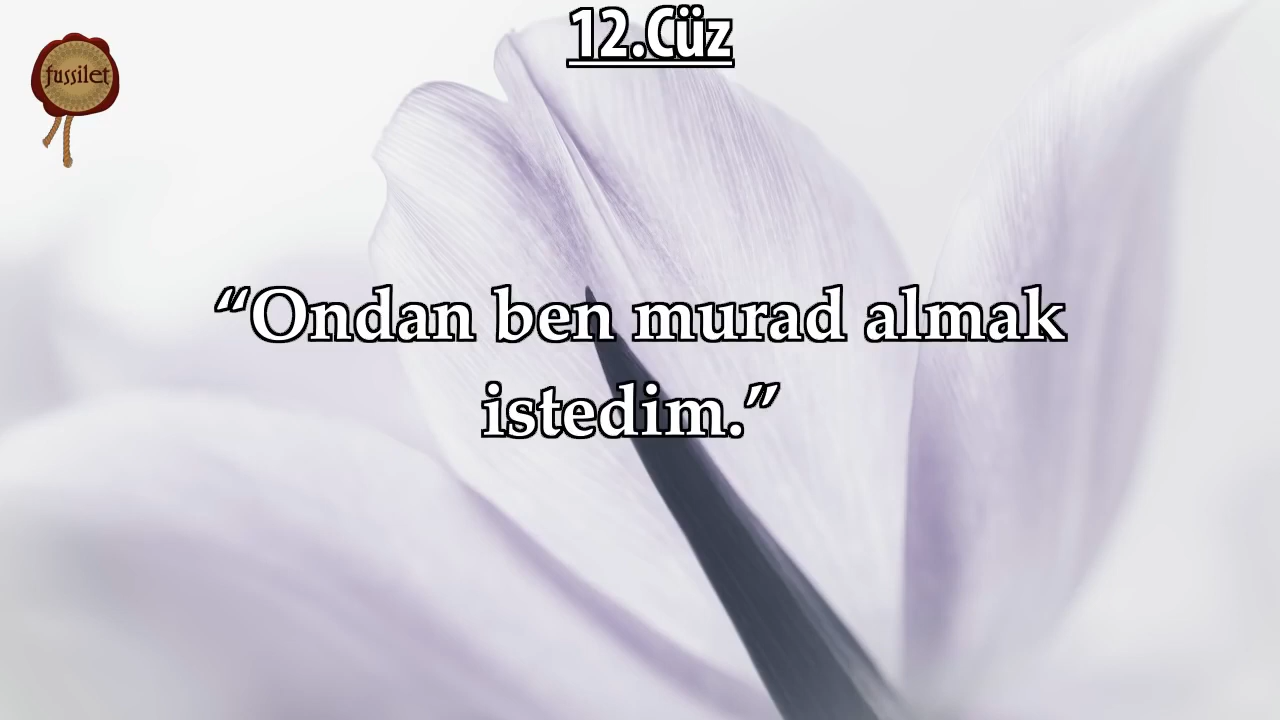 12.Cüz
fussilet
“Ondan ben murad almak
istedim.”